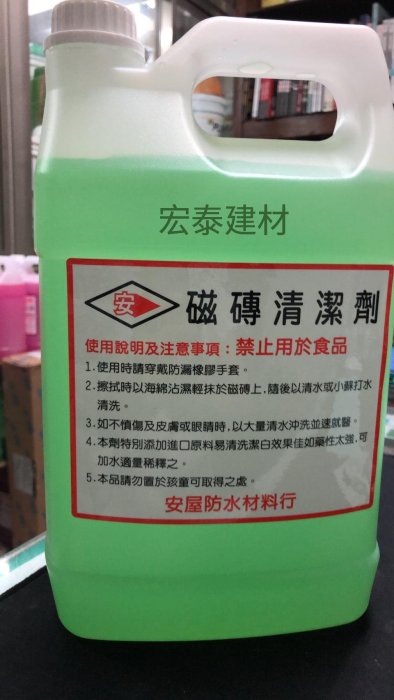 宏泰建材
安 磁磚清潔劑
使用說明及注意事項：禁止用於食品
1.使用時請穿戴防漏橡膠手套。
2.擦拭時以海綿沾濕輕抹於磁磚上，隨後以清水或小蘇打水
清洗。
3.如不慎傷及皮膚或眼睛時，以大量清水沖洗並速就醫。
4.本劑特別添加進口原料易清洗潔白效果佳如藥性太強，可
加水適量稀釋之。
5.本品請勿置於孩童可取得之處。
安屋防水材料行